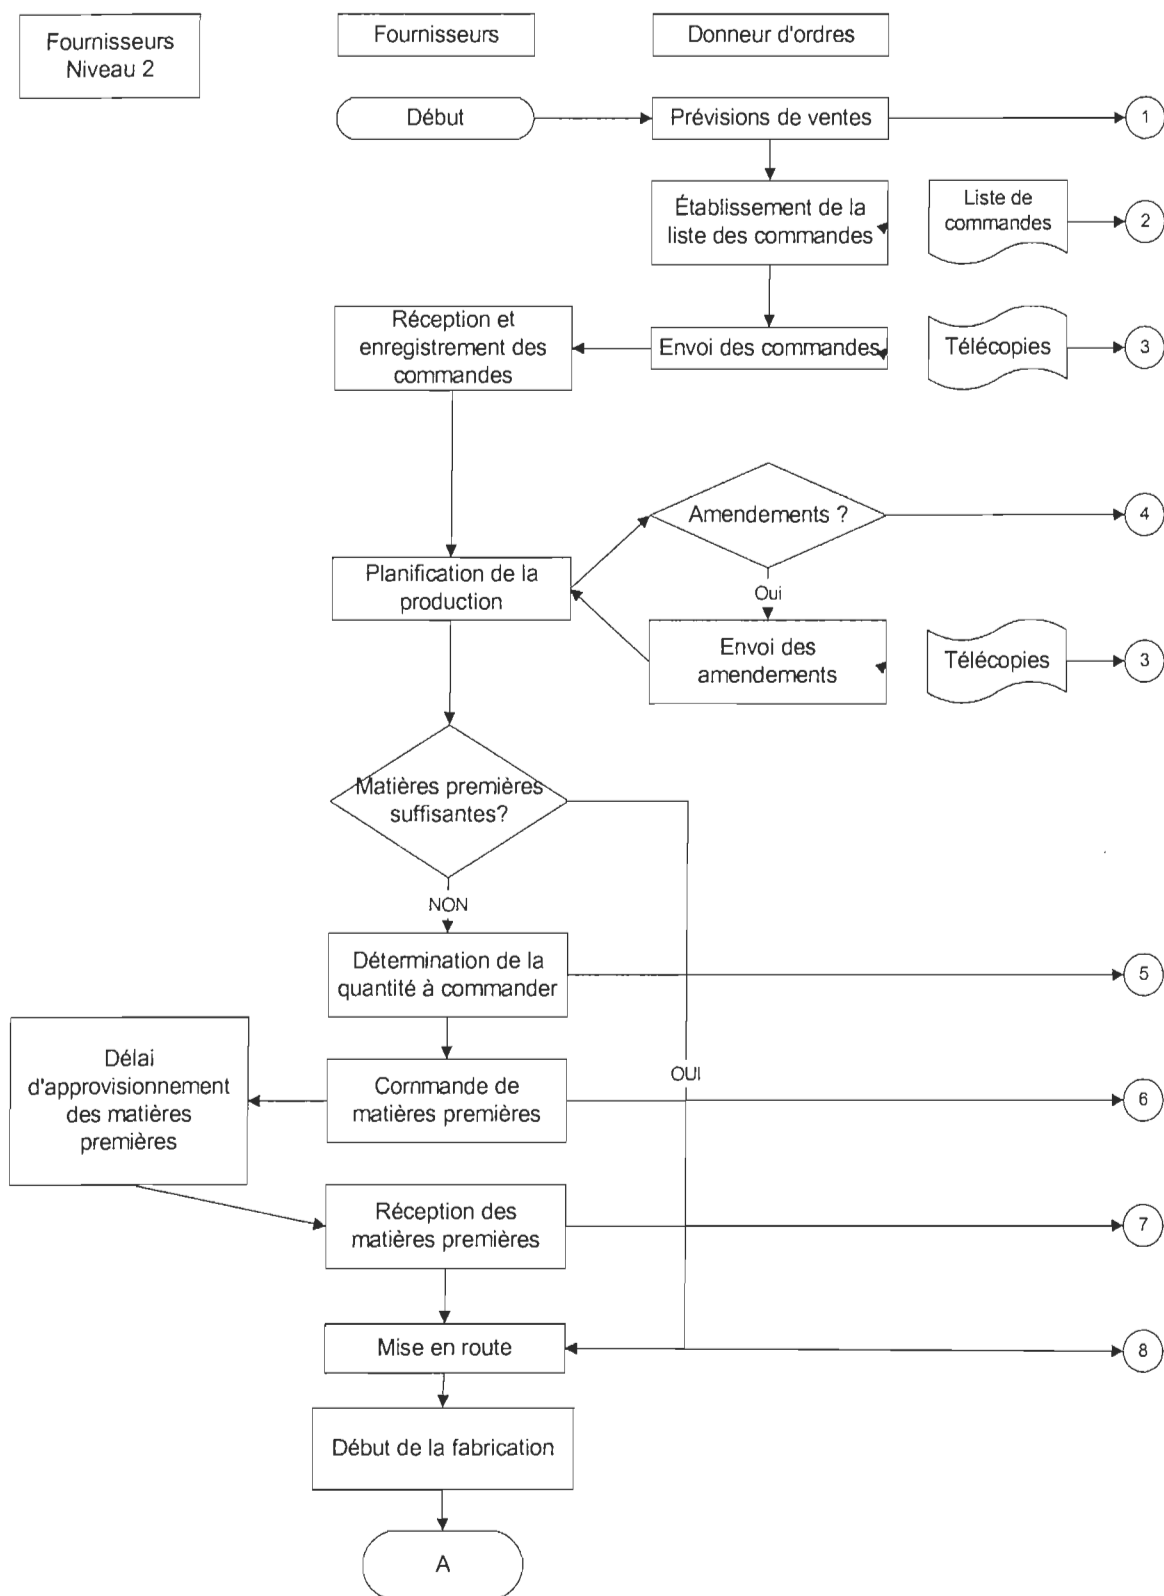 Fournisseurs
Niveau 2
Fournisseurs
Donneur d'ordres
Début
Prévisions de ventes
1
Établissement de la
liste des commandes
Liste de
commandes
2
Réception et
enregistrement des
commandes
Envoi des commandes
Télécopies
3
Amendements ?
4
Planification de la
production
Oui
Envoi des
amendements
Télécopies
3
Matières premières
suffisantes?
NON
Détermination de la
quantité à commander
5
Délai
d'approvisionnement
des matières
premières
Commande de
matières premières
OUI
6
Réception des
matières premières
7
Mise en route
8
Début de la fabrication
A